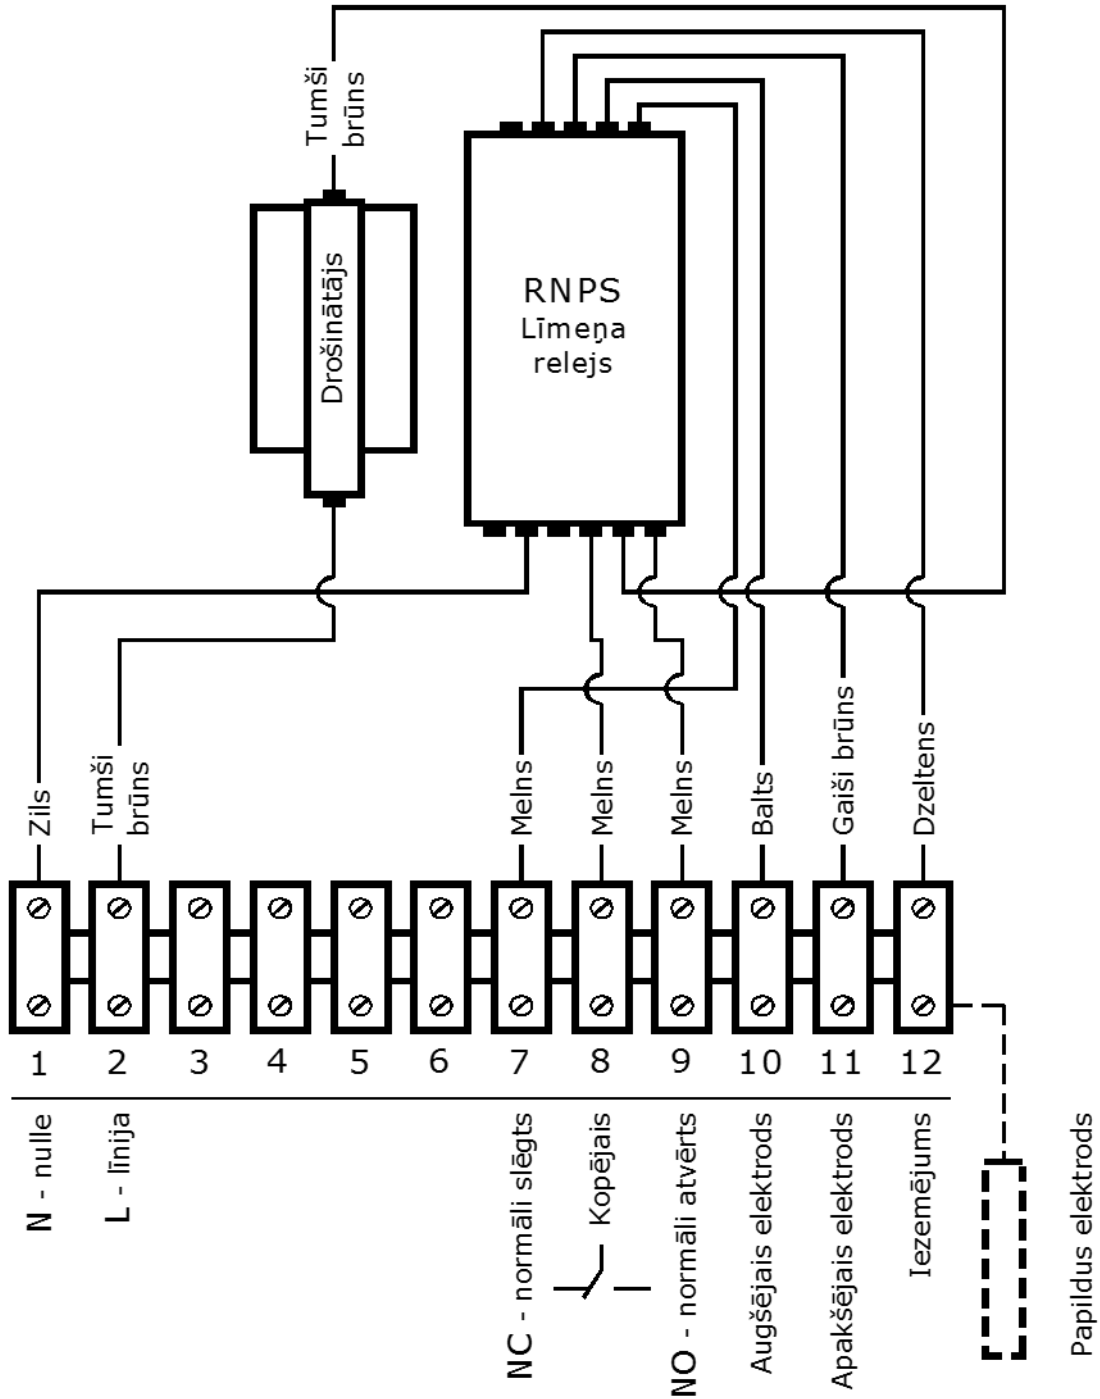 Tumši
brūns
Drošinātājs
RNPS
Līmeņa
relejs
Zils
Tumši
brūns
Melns
Melns
Melns
Balts
Gaiši brūns
Dzeltens
1 2 3 4 5 6 7 8 9 10 11 12
N - nulle
L - līnija
NC - normāli slēgts
Kopējais
NO - normāli atvērts
Augšējais elektrods
Apakšējais elektrods
Iezemējums
Papildus elektrods